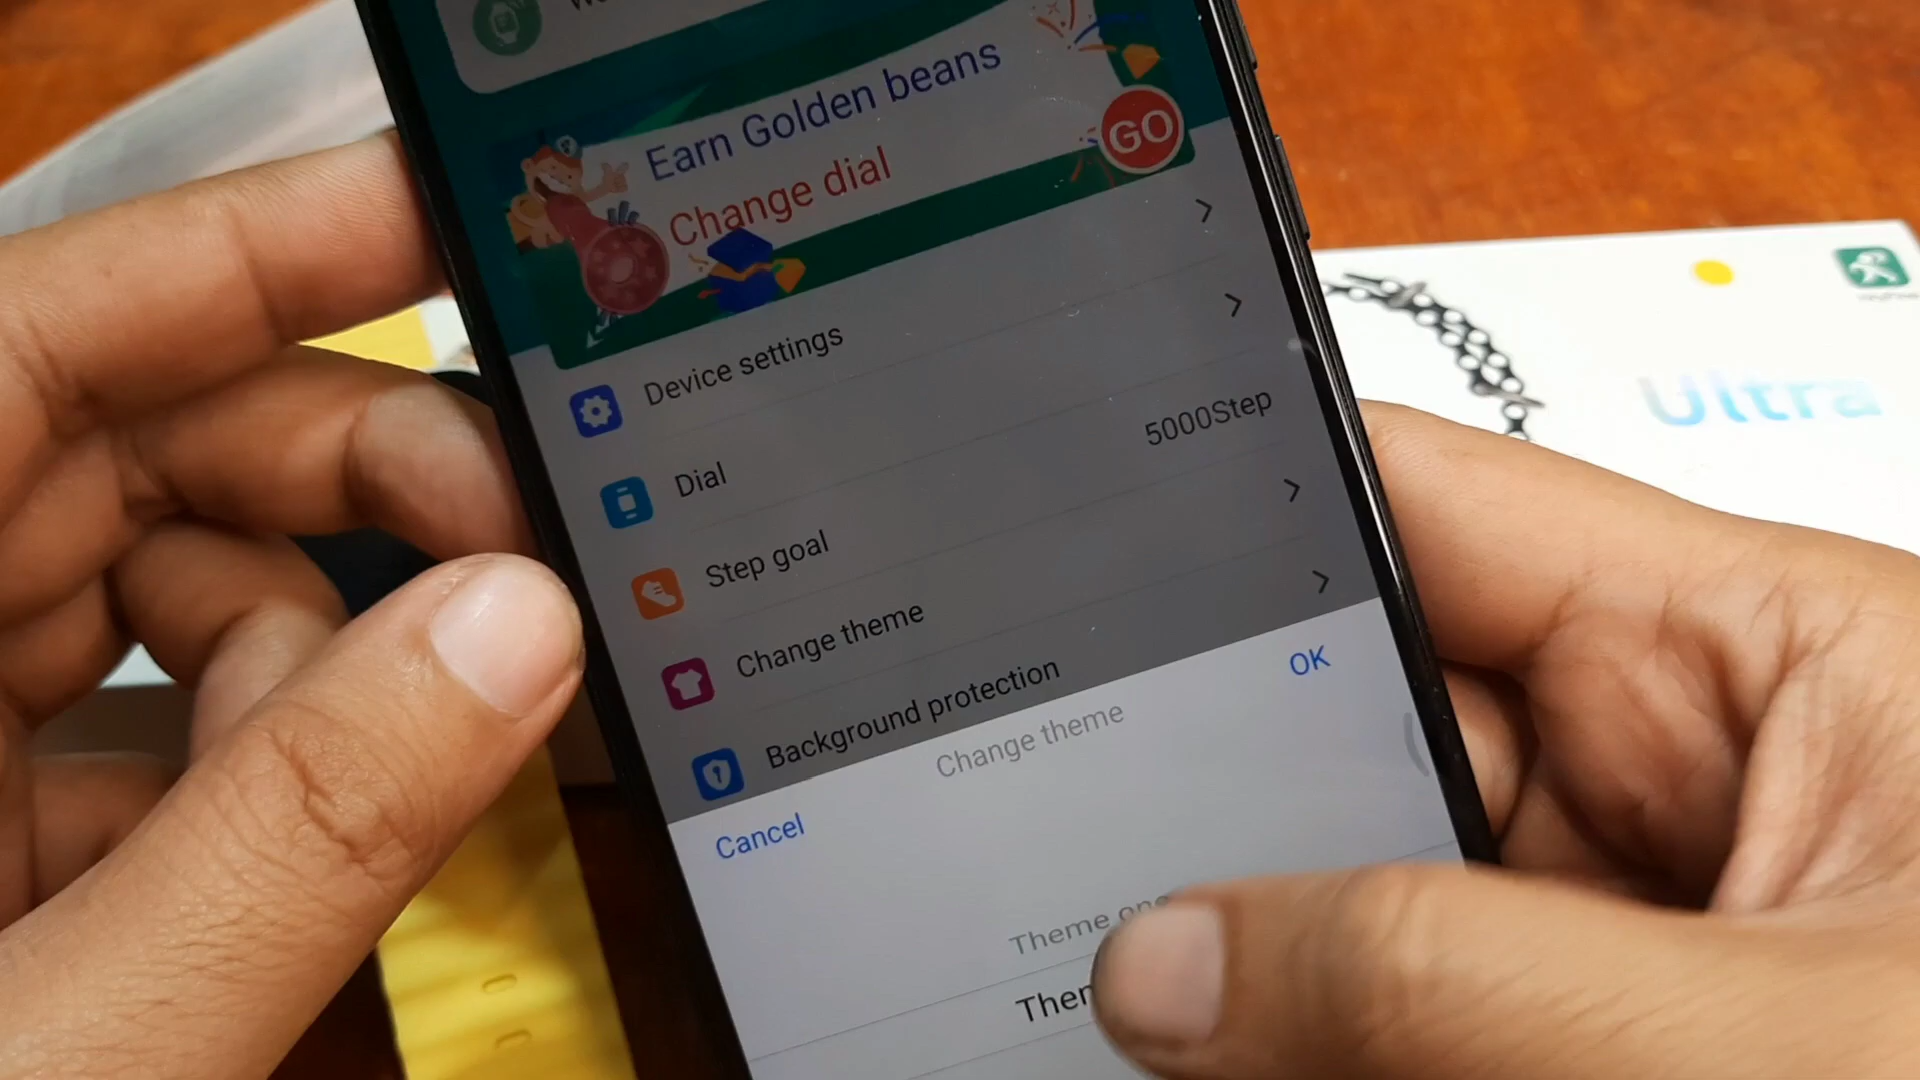 Earn Golden beans
GO
Change dial
Device settings
Dial
5000Step
Step goal
Change theme
Background protection
OK
Change theme
Cancel
Theme one
Ultra